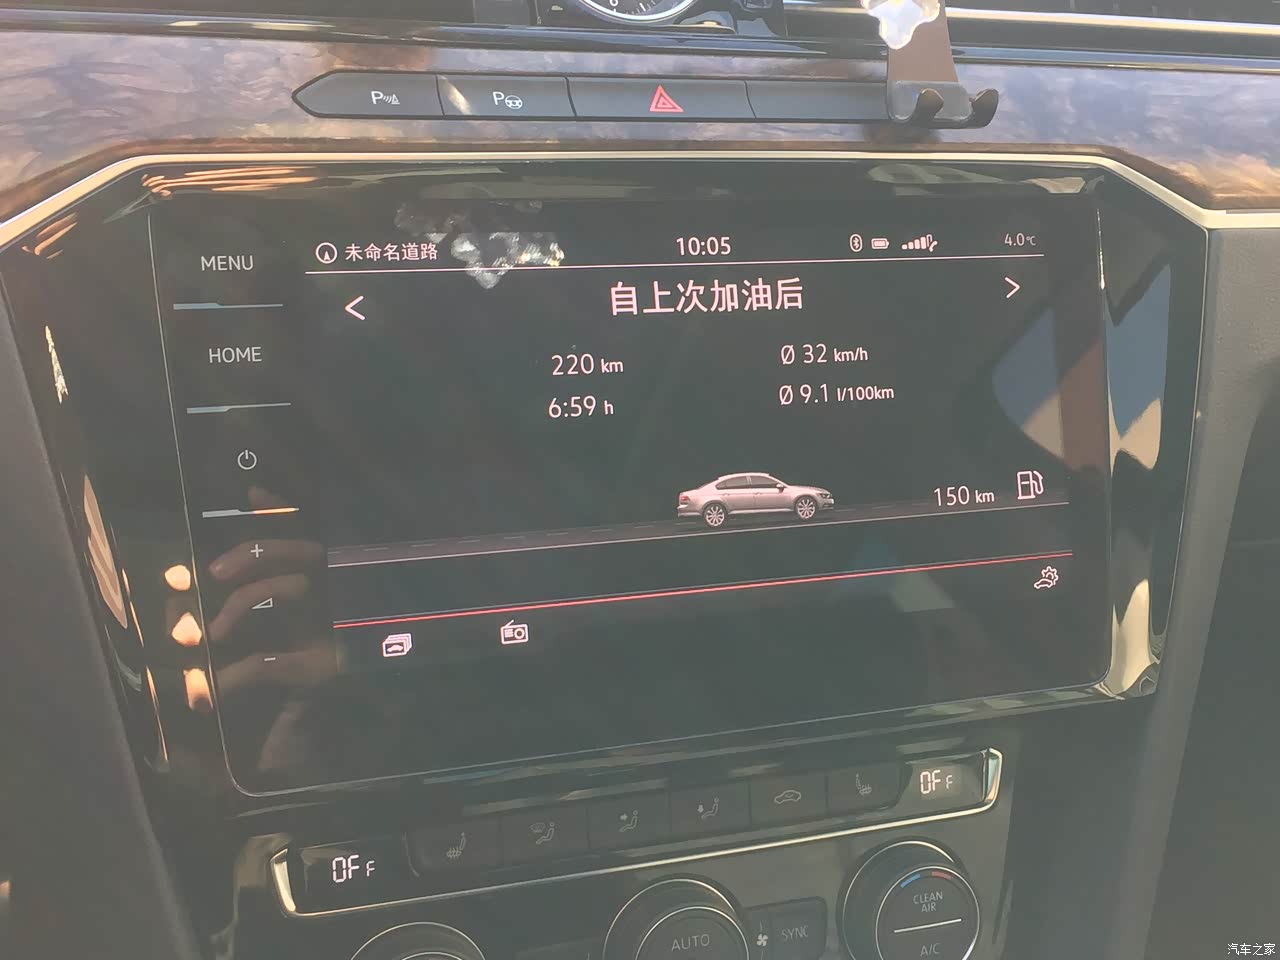 P
P
MENU
未命名道路
10:05
4.0℃
自上次加油后
HOME
220 km
Ø 32 km/h
6:59 h
Ø 9.1 l/100km
150 km
+
−
OFF
OFF
AUTO
SYNC
CLEAN
AIR
A/C
汽车之家